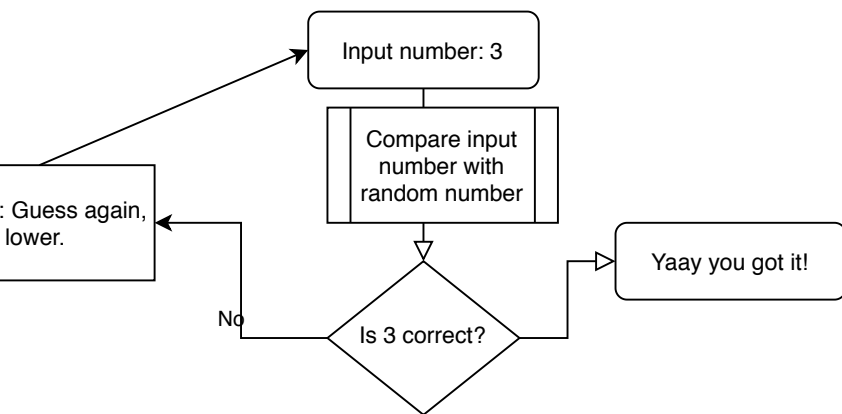 Input number: 3
Compare input
number with
random number
: Guess again,
lower.
Yaay you got it!
No
Is 3 correct?